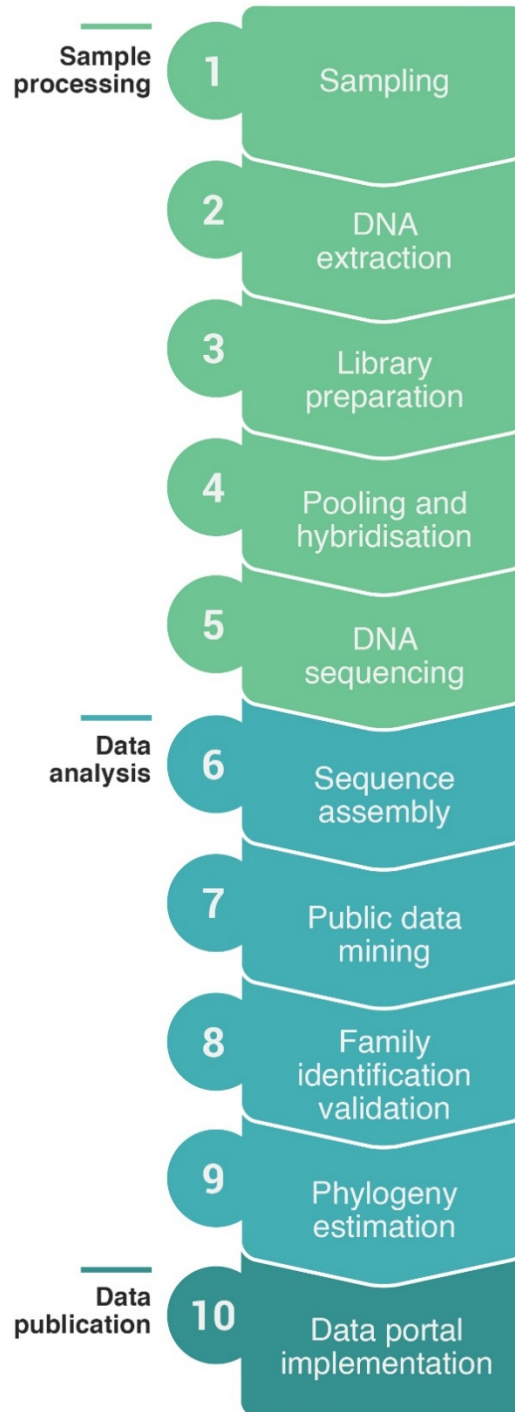 Sample
processing
1
Sampling
2
DNA
extraction
3
Library
preparation
4
Pooling and
hybridisation
5
DNA
sequencing
Data
analysis
6
Sequence
assembly
7
Public data
mining
8
Family
identification
validation
9
Phylogeny
estimation
Data
publication
10
Data portal
implementation